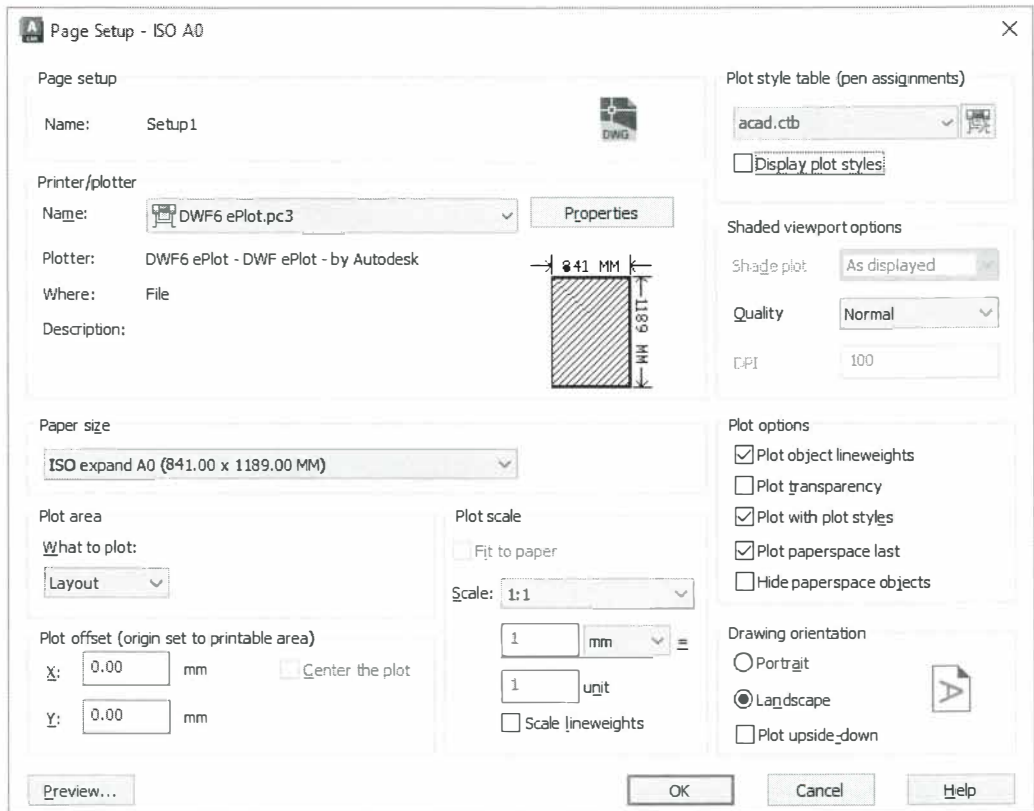 Page Setup - ISO A0
Page setup
Name: Setup1
DWG
Printer/plotter
Name: DWF6 ePlot.pc3 Properties
Plotter: DWF6 ePlot - DWF ePlot - by Autodesk
Where: File
Description:
841 MM
1189 MM
Paper size
ISO expand A0 (841.00 x 1189.00 MM)
Plot area
What to plot:
Layout
Plot offset (origin set to printable area)
X: 0.00 mm Center the plot
Y: 0.00 mm
Plot scale
Fit to paper
Scale: 1:1
1 mm =
1 unit
Scale lineweights
Plot style table (pen assignments)
acad.ctb
Display plot styles
Shaded viewport options
Shade plot As displayed
Quality Normal
DPI 100
Plot options
Plot object lineweights
Plot transparency
Plot with plot styles
Plot paperspace last
Hide paperspace objects
Drawing orientation
Portrait
Landscape
A
Plot upside-down
Preview... OK Cancel Help